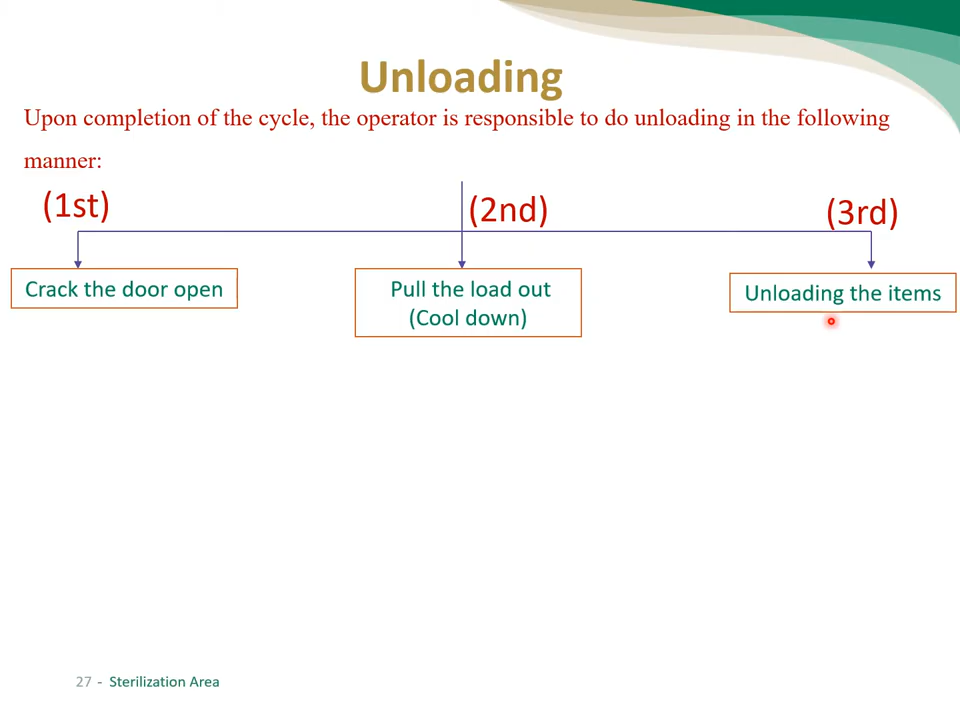 Unloading
Upon completion of the cycle, the operator is responsible to do unloading in the following
manner:
(1st)
(2nd)
(3rd)
Crack the door open
Pull the load out
(Cool down)
Unloading the items
27 - Sterilization Area